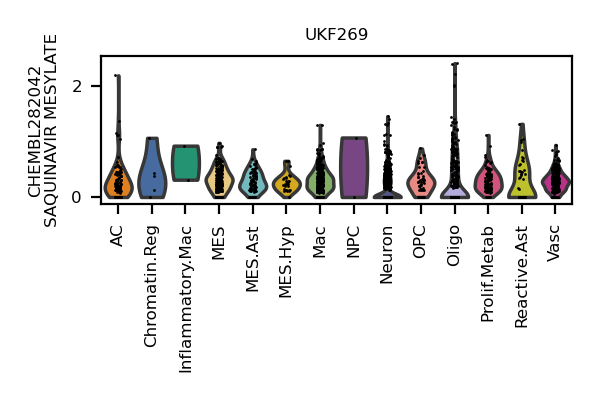 UKF269
CHEMBL282042
SAQUINAVIR MESYLATE
2
0
AC
Chromatin.Reg
Inflammatory.Mac
MES
MES.Ast
MES.Hyp
Mac
NPC
Neuron
OPC
Oligo
Prolif.Metab
Reactive.Ast
Vasc